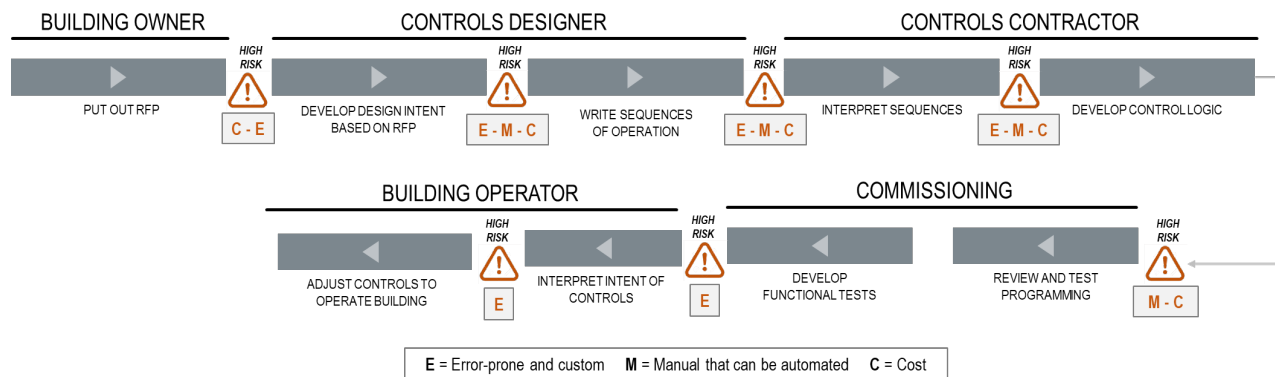 BUILDING OWNER
CONTROLS DESIGNER
CONTROLS CONTRACTOR
HIGH
RISK
HIGH
RISK
HIGH
RISK
HIGH
RISK
PUT OUT RFP
C - E
DEVELOP DESIGN INTENT
BASED ON RFP
E - M - C
WRITE SEQUENCES
OF OPERATION
E - M - C
INTERPRET SEQUENCES
E - M - C
DEVELOP CONTROL LOGIC
BUILDING OPERATOR
COMMISSIONING
HIGH
RISK
HIGH
RISK
HIGH
RISK
ADJUST CONTROLS TO
OPERATE BUILDING
E
INTERPRET INTENT OF
CONTROLS
E
DEVELOP
FUNCTIONAL TESTS
REVIEW AND TEST
PROGRAMMING
M - C
E = Error-prone and custom M = Manual that can be automated C = Cost